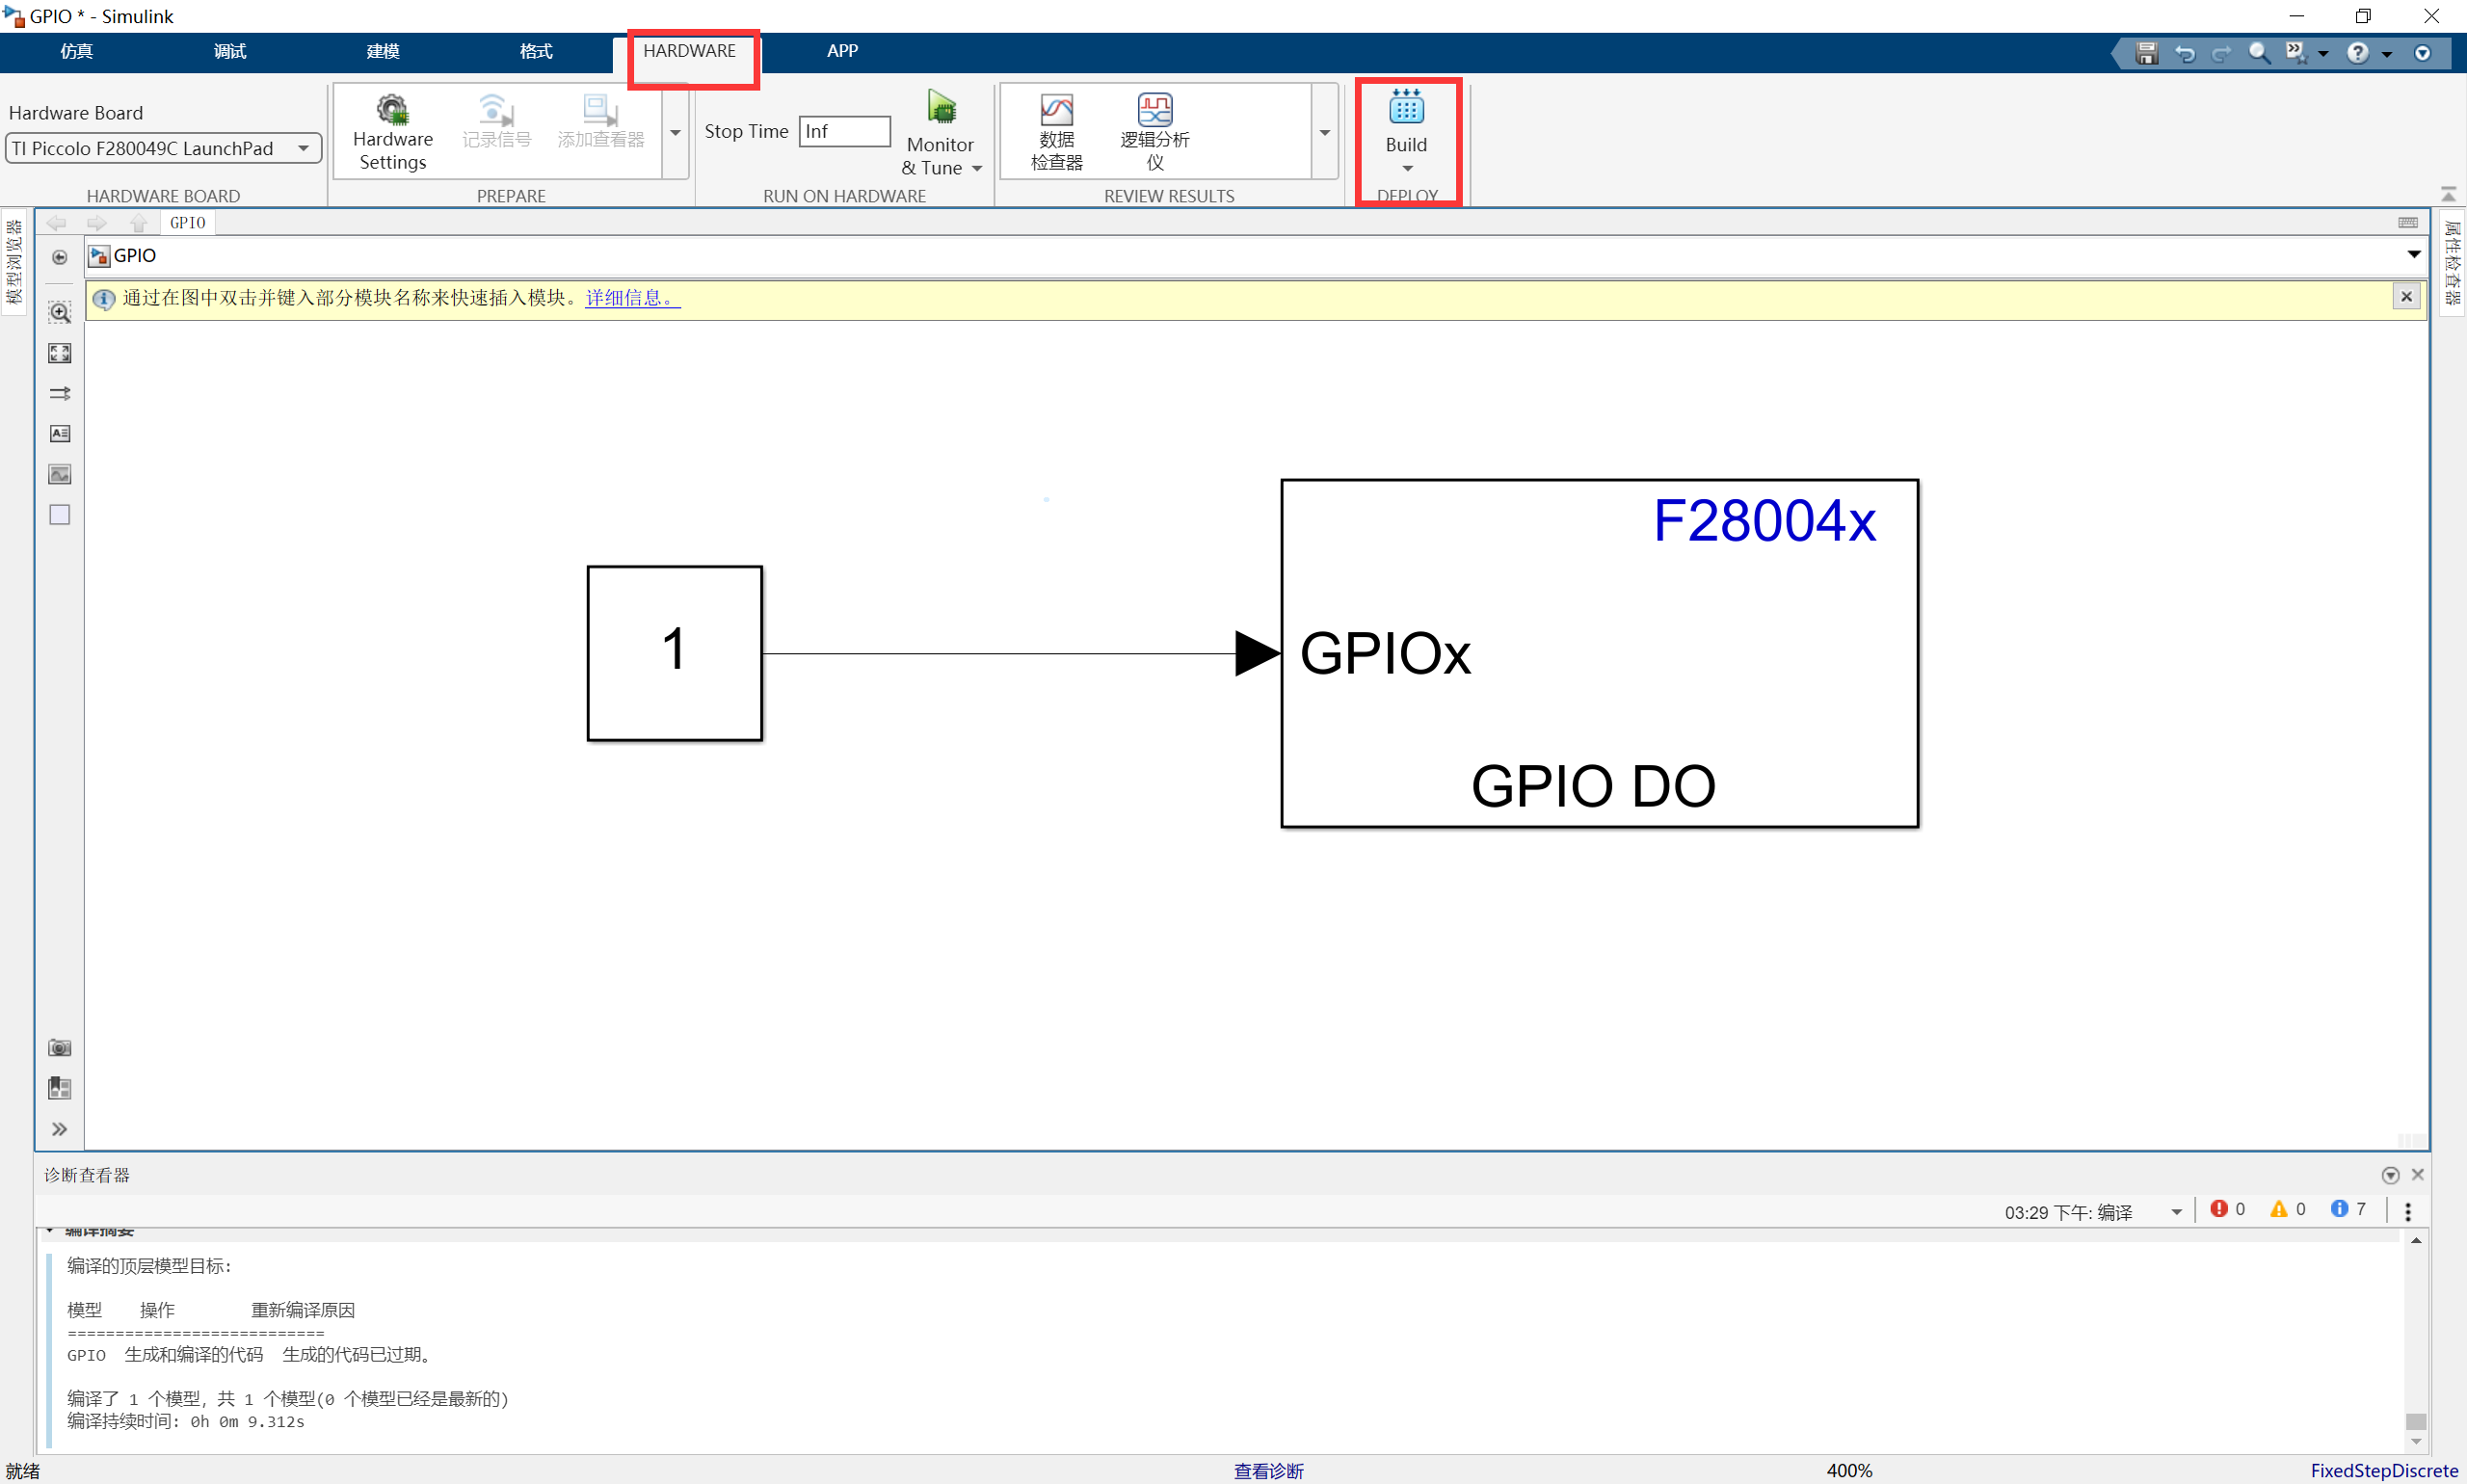 GPIO * - Simulink
仿真 调试 建模 格式 HARDWARE APP
Hardware Board
TI Piccolo F280049C LaunchPad
HARDWARE BOARD
Hardware
Settings
记录信号
添加查看器
PREPARE
Stop Time Inf
Monitor
& Tune
RUN ON HARDWARE
数据
检查器
逻辑分析
仪
REVIEW RESULTS
Build
DEPLOY
模型浏览器
GPIO
GPIO
属性检查器
通过在图中双击并键入部分模块名称来快速插入模块。详细信息。
F28004x
1
GPIOx
GPIO DO
诊断查看器
03:29 下午: 编译 0 0 7
编译摘要
编译的顶层模型目标:
模型 操作 重新编译原因
===========================
GPIO 生成和编译的代码 生成的代码已过期。
编译了 1 个模型, 共 1 个模型(0 个模型已经是最新的)
编译持续时间: 0h 0m 9.312s
就绪 查看诊断 400% FixedStepDiscrete